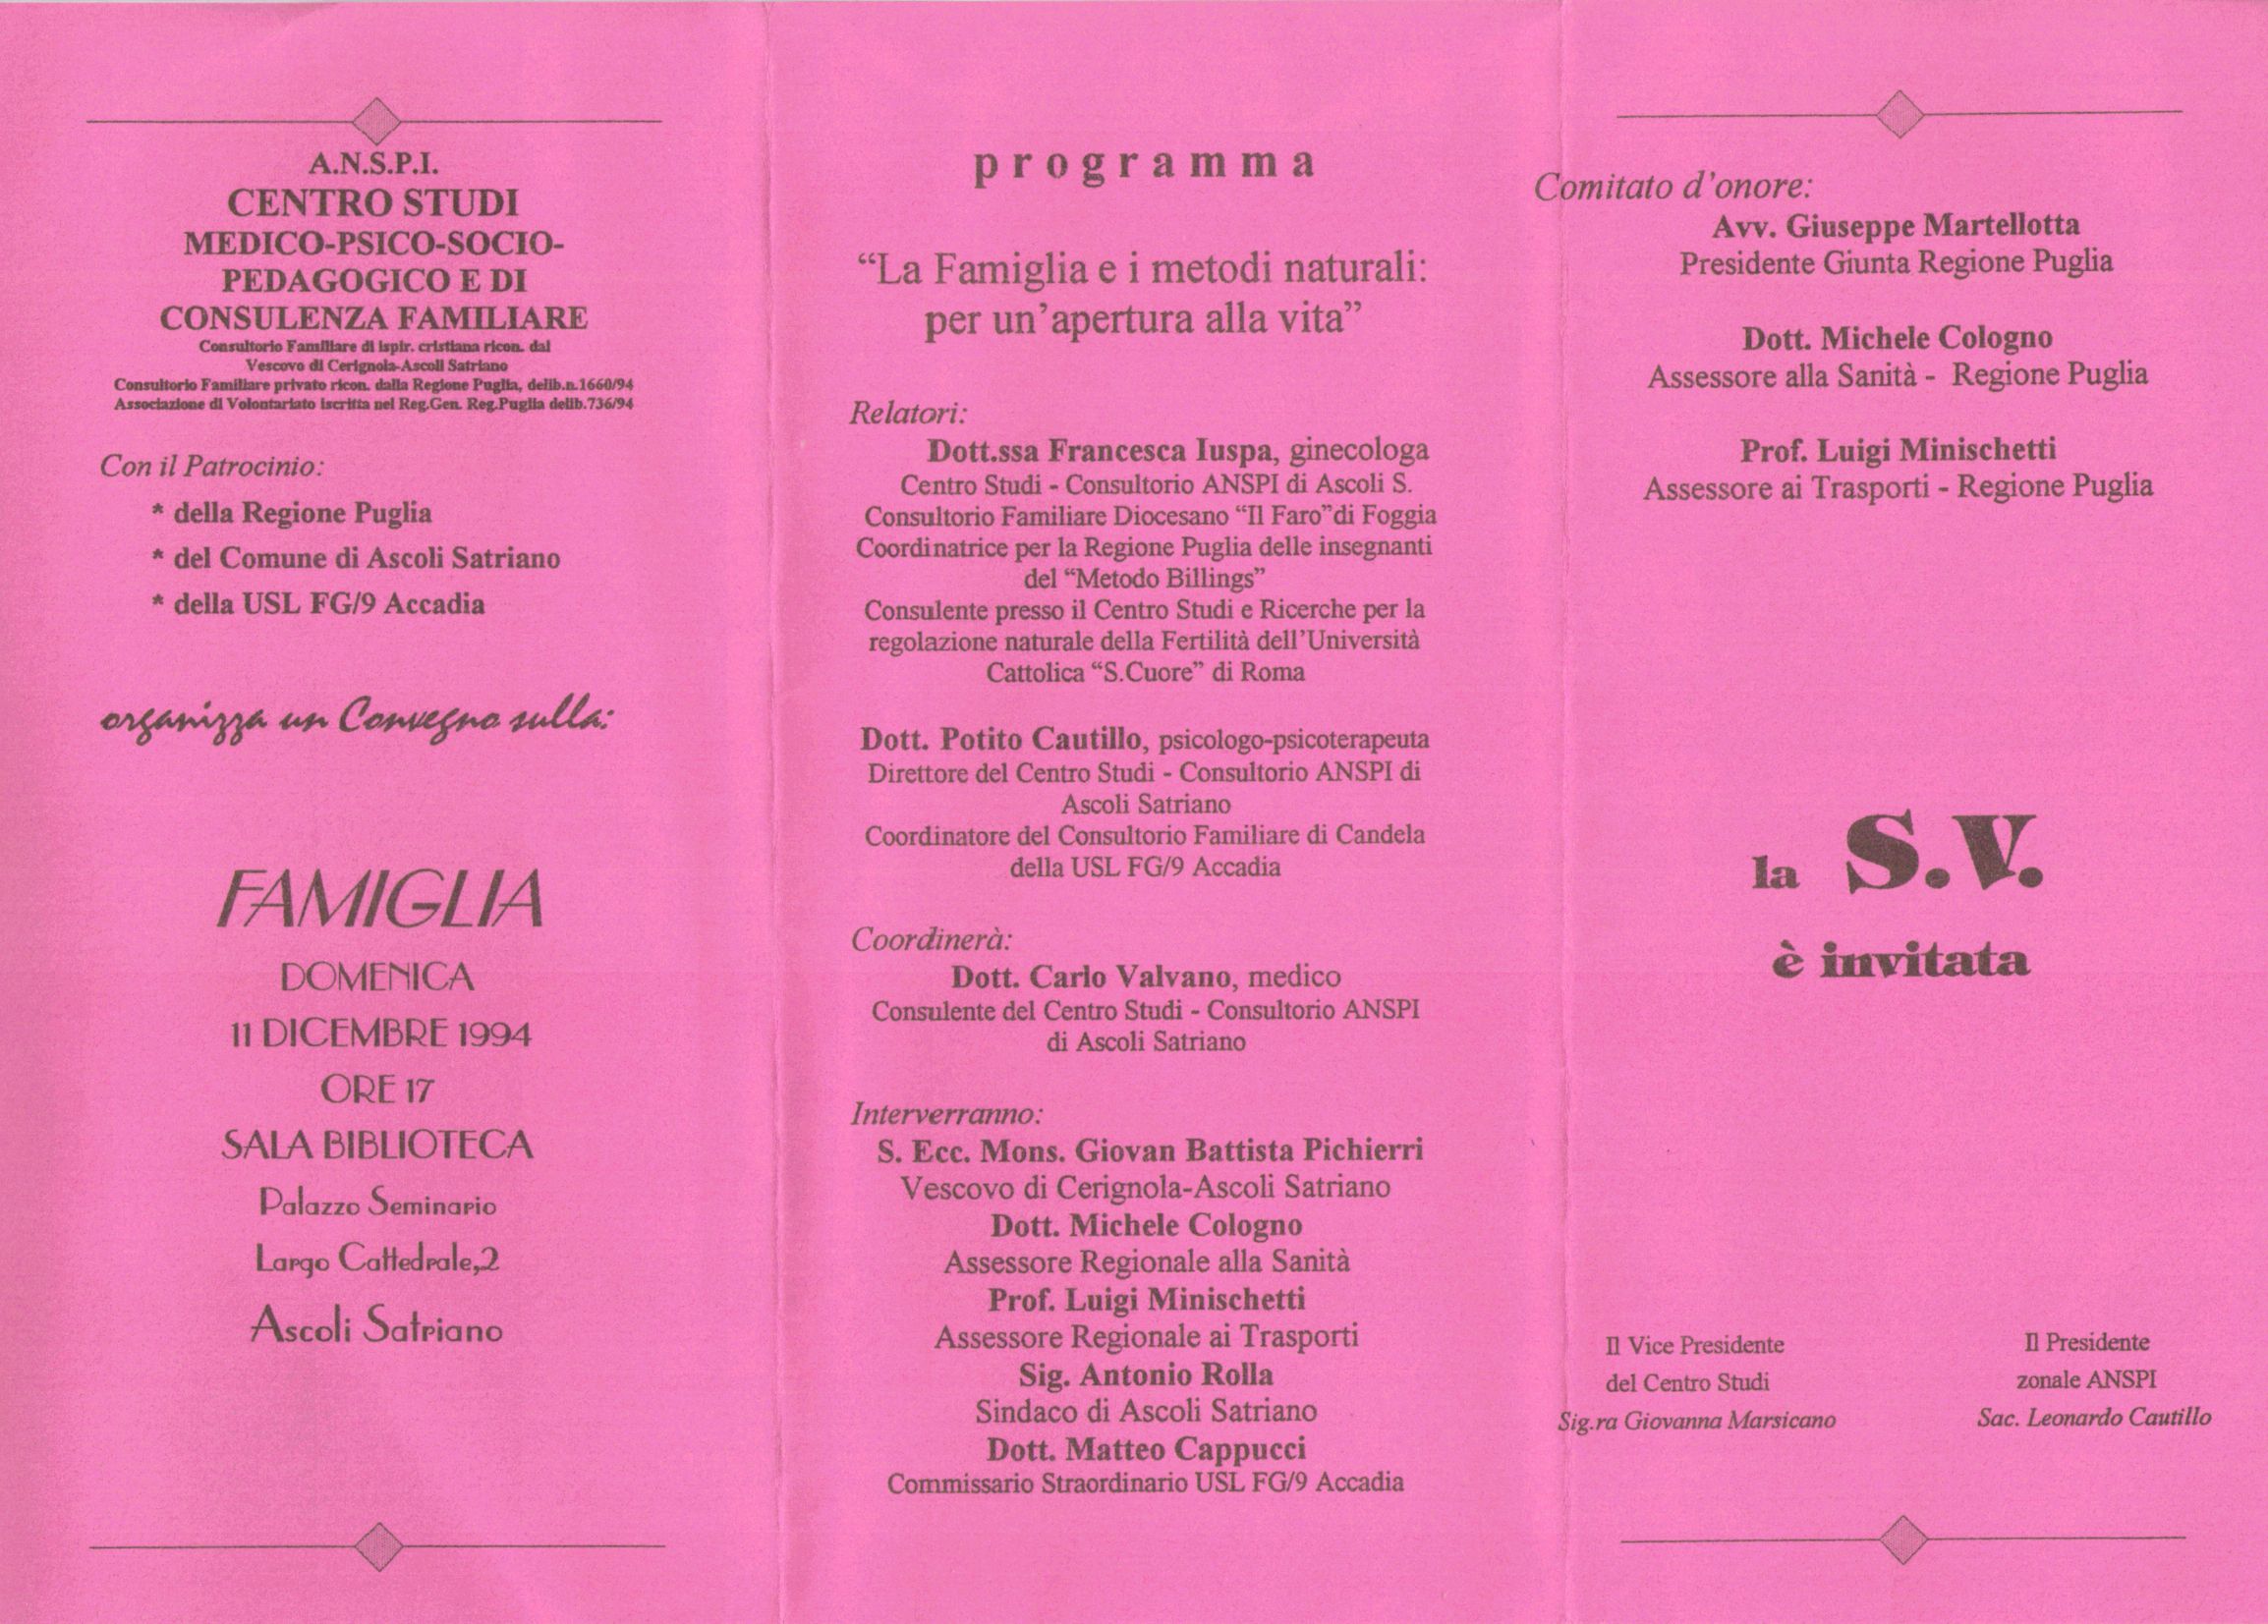 A.N.S.P.I.
CENTRO STUDI
MEDICO-PSICO-SOCIO-
PEDAGOGICO E DI
CONSULENZA FAMILIARE
Consultorio Familiare di ispir. cristiana ricon. dal
Vescovo di Cerignola-Ascoli Satriano
Consultorio Familiare privato ricon. dalla Regione Puglia, delib.n.1660/94
Associazione di Volontariato iscritta nel Reg.Gen. Reg.Puglia delib.736/94
Con il Patrocinio:
* della Regione Puglia
* del Comune di Ascoli Satriano
* della USL FG/9 Accadia
organizza un Convegno sulla:
FAMIGLIA
DOMENICA
11 DICEMBRE 1994
ORE 17
SALA BIBLIOTECA
Palazzo Seminario
Largo Cattedrale,2
Ascoli Satriano
programma
“La Famiglia e i metodi naturali:
per un’apertura alla vita”
Relatori:
Dott.ssa Francesca Iuspa, ginecologa
Centro Studi - Consultorio ANSPI di Ascoli S.
Consultorio Familiare Diocesano “Il Faro”di Foggia
Coordinatrice per la Regione Puglia delle insegnanti
del “Metodo Billings”
Consulente presso il Centro Studi e Ricerche per la
regolazione naturale della Fertilità dell’Università
Cattolica “S.Cuore” di Roma
Dott. Potito Cautillo, psicologo-psicoterapeuta
Direttore del Centro Studi - Consultorio ANSPI di
Ascoli Satriano
Coordinatore del Consultorio Familiare di Candela
della USL FG/9 Accadia
Coordinerà:
Dott. Carlo Valvano, medico
Consulente del Centro Studi - Consultorio ANSPI
di Ascoli Satriano
Interverranno:
S. Ecc. Mons. Giovan Battista Pichierri
Vescovo di Cerignola-Ascoli Satriano
Dott. Michele Cologno
Assessore Regionale alla Sanità
Prof. Luigi Minischetti
Assessore Regionale ai Trasporti
Sig. Antonio Rolla
Sindaco di Ascoli Satriano
Dott. Matteo Cappucci
Commissario Straordinario USL FG/9 Accadia
Comitato d’onore:
Avv. Giuseppe Martellotta
Presidente Giunta Regione Puglia
Dott. Michele Cologno
Assessore alla Sanità - Regione Puglia
Prof. Luigi Minischetti
Assessore ai Trasporti - Regione Puglia
la S.V.
è invitata
Il Vice Presidente
del Centro Studi
Sig.ra Giovanna Marsicano
Il Presidente
zonale ANSPI
Sac. Leonardo Cautillo